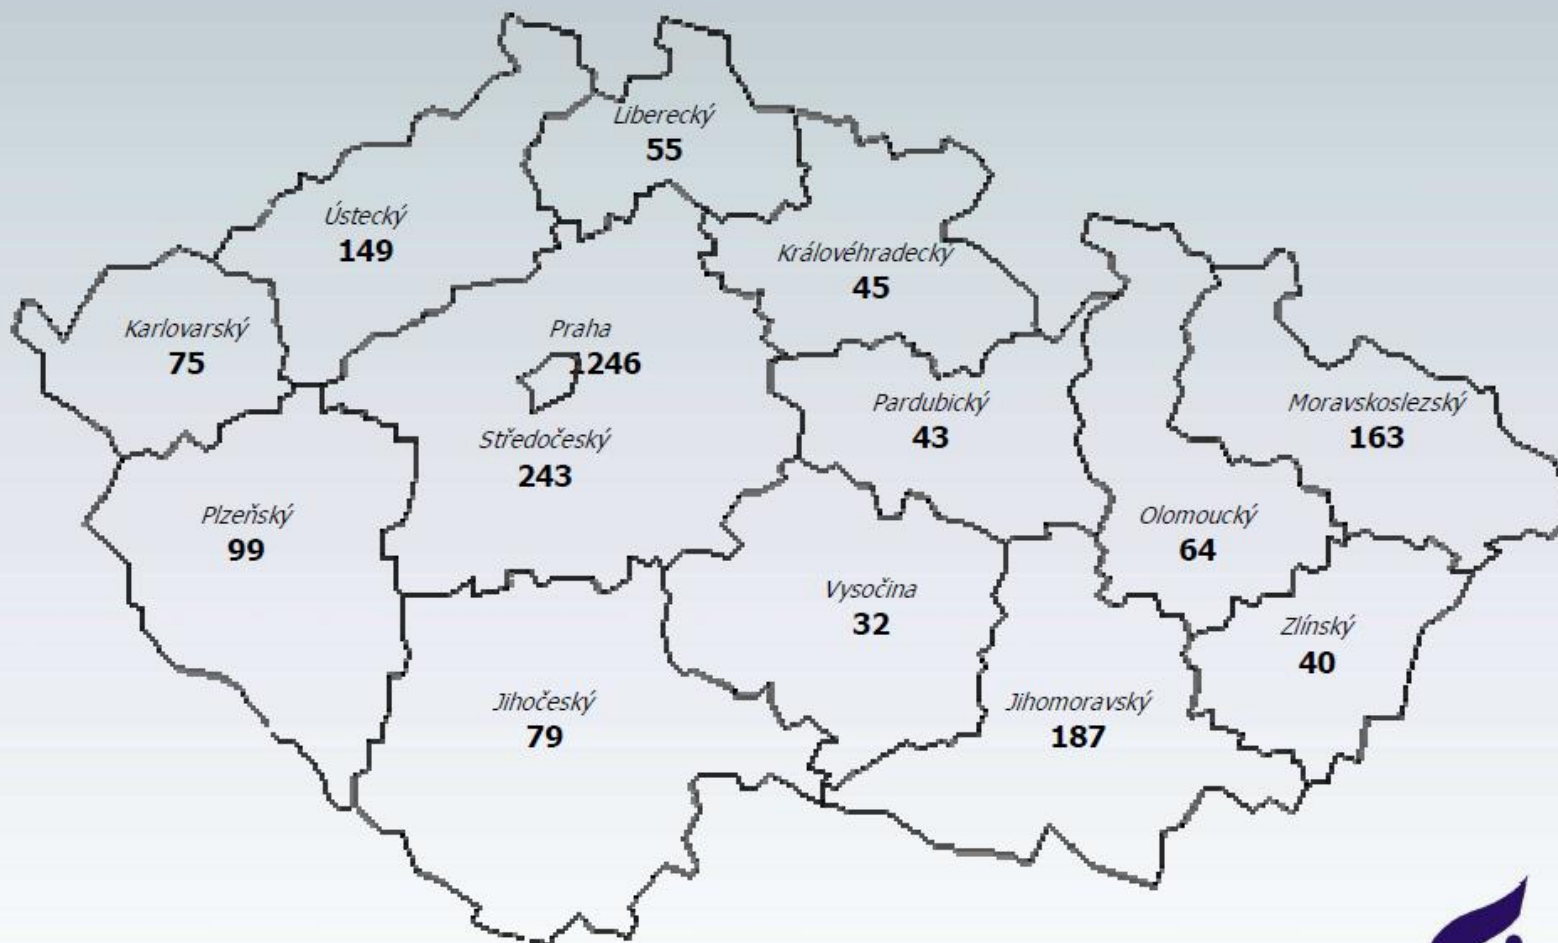 Liberecký
55
Ústecký
149
Královéhradecký
45
Karlovarský
75
Praha
1246
Pardubický
43
Moravskoslezský
163
Středočeský
243
Plzeňský
99
Olomoucký
64
Vysočina
32
Zlínský
40
Jihočeský
79
Jihomoravský
187